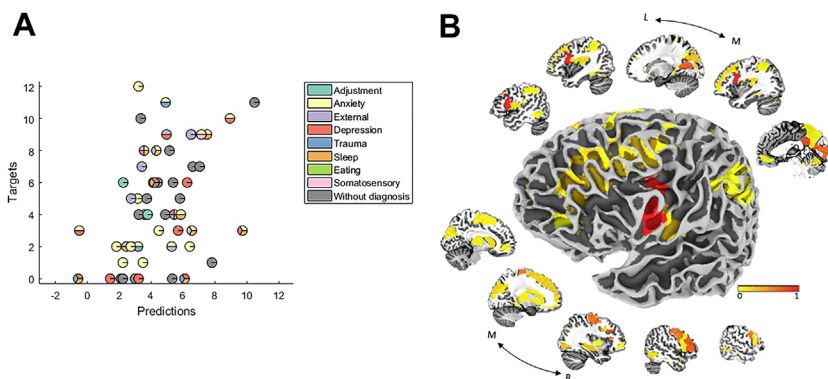 A
Targets
12
10
8
6
4
2
0
-2 0 2 4 6 8 10 12
Predictions
Adjustment
Anxiety
External
Depression
Trauma
Sleep
Eating
Somatosensory
Without diagnosis
B
L
M
0 1
M
R